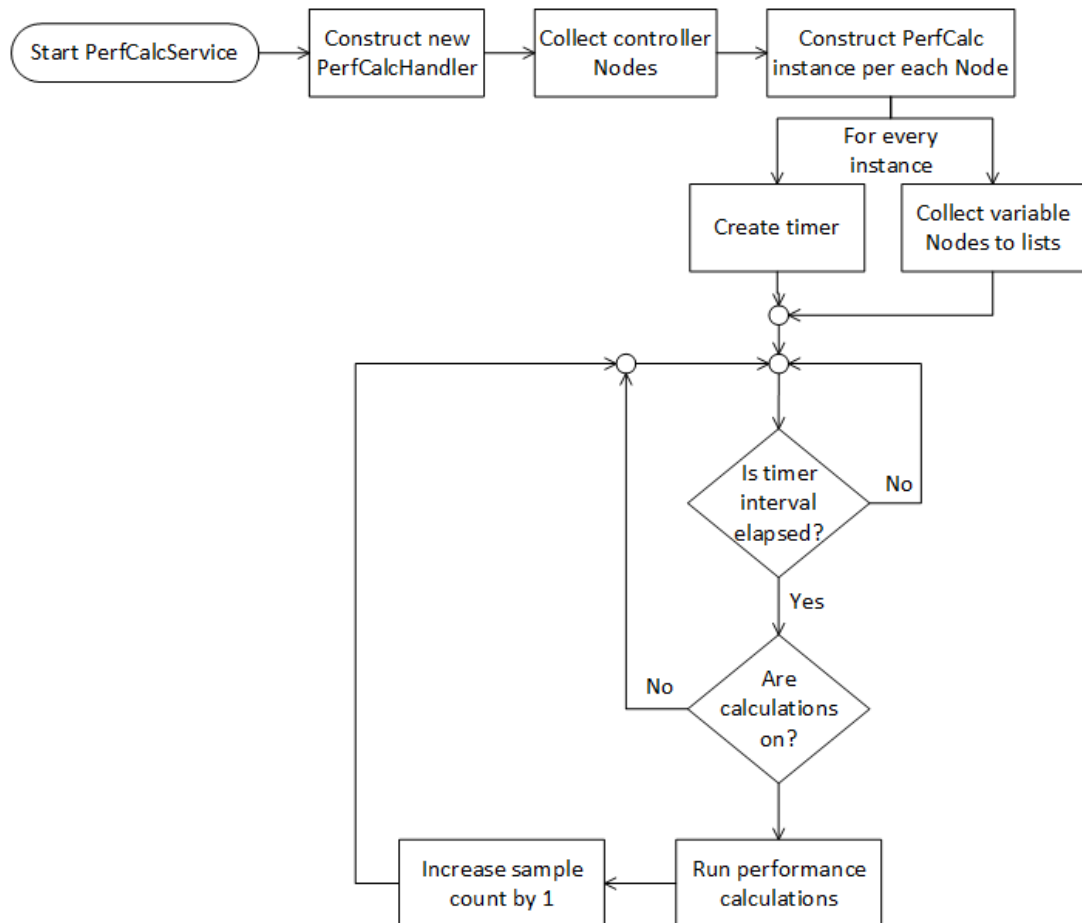 Start PerfCalcService
Construct new
PerfCalcHandler
Collect controller
Nodes
Construct PerfCalc
instance per each Node
For every
instance
Create timer
Collect variable
Nodes to lists
Is timer
interval
elapsed?
No
Yes
Are
calculations
on?
No
Run performance
calculations
Increase sample
count by 1